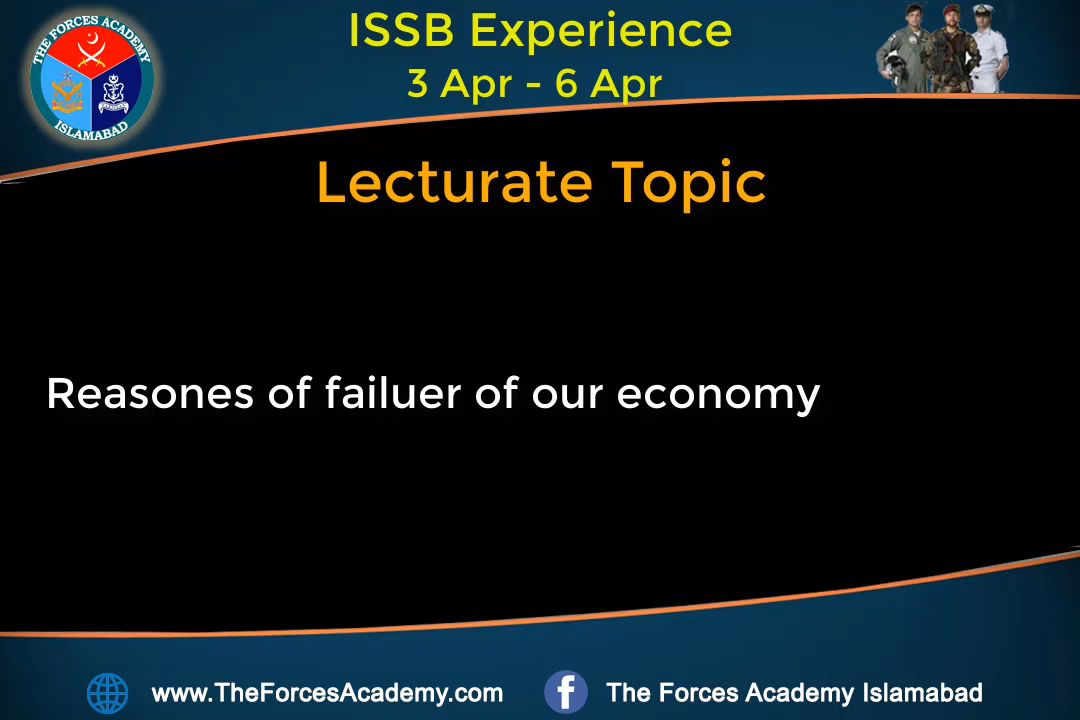 THE FORCES ACADEMY
ISLAMABAD
ISSB Experience
3 Apr - 6 Apr
Lecturate Topic
Reasones of failuer of our economy
www.TheForcesAcademy.com
f The Forces Academy Islamabad